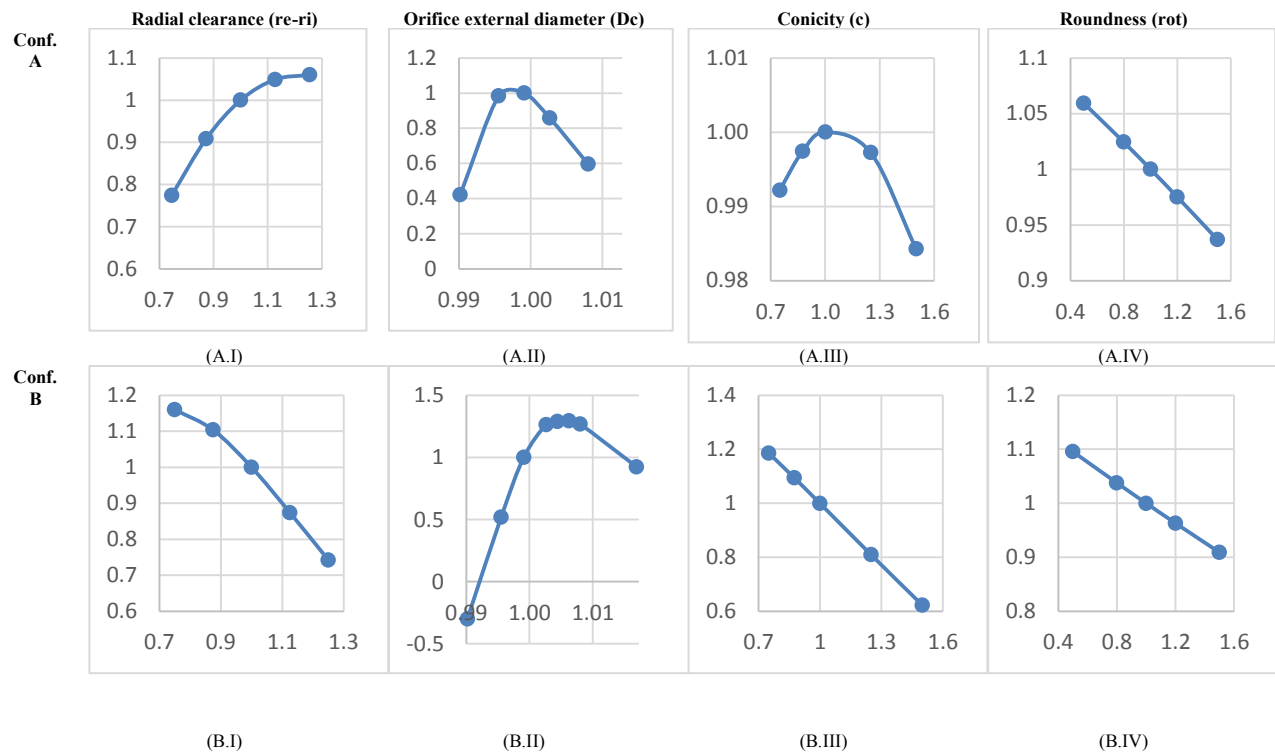 Radial clearance (re-ri) Orifice external diameter (Dc) Conicity (c) Roundness (rot)
Conf.
A
1.1
1
0.9
0.8
0.7
0.6
0.7 0.9 1.1 1.3
1.2
1
0.8
0.6
0.4
0.2
0
0.99 1.00 1.01
1.01
1.00
0.99
0.98
0.7 1.0 1.3 1.6
1.1
1.05
1
0.95
0.9
0.4 0.8 1.2 1.6
(A.I) (A.II) (A.III) (A.IV)
Conf.
B
1.2
1.1
1
0.9
0.8
0.7
0.6
0.7 0.9 1.1 1.3
1.5
1
0.5
0
0.99 1.00 1.01
-0.5
1.4
1.2
1
0.8
0.6
0.7 1 1.3 1.6
1.2
1.1
1
0.9
0.8
0.4 0.8 1.2 1.6
(B.I) (B.II) (B.III) (B.IV)